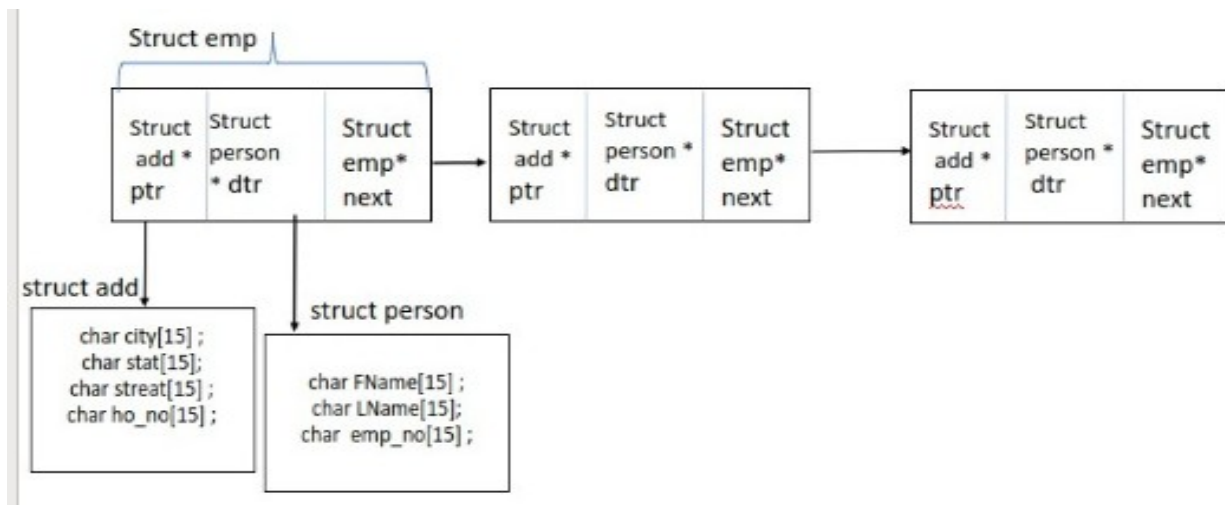 Struct emp
Struct
add *
ptr
Struct
person
* dtr
Struct
emp*
next
Struct
add *
ptr
Struct
person *
dtr
Struct
emp*
next
Struct
add *
ptr
Struct
person *
dtr
Struct
emp*
next
struct add
char city[15] ;
char stat[15];
char streat[15] ;
char ho_no[15] ;
struct person
char FName[15] ;
char LName[15];
char emp_no[15] ;